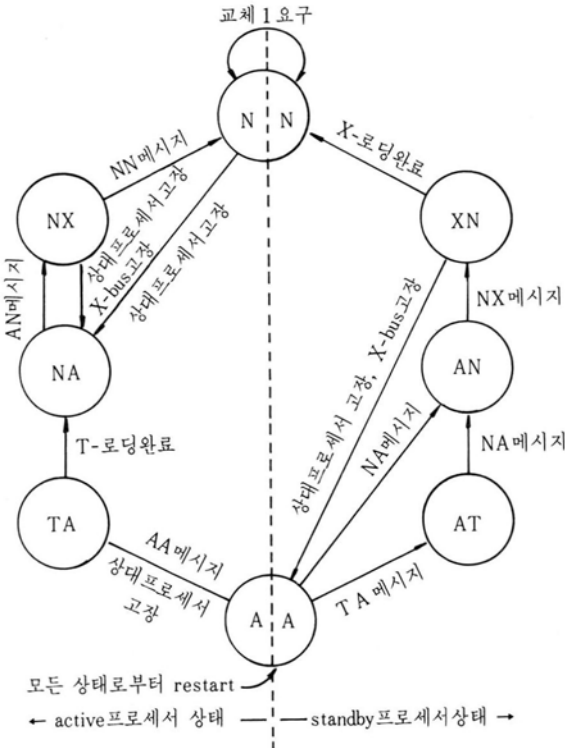 교체 1 요구
N N
NN메시지
X-로딩완료
NX
XN
상대프로세서고장
X-bus고장
상대프로세서고장
AN메시지
NX메시지
NA
AN
상대프로세서 고장, X-bus고장
NA메시지
NA메시지
T-로딩완료
TA
AT
AA메시지
상대프로세서
고장
TA메시지
A A
모든 상태로부터 restart
← active프로세서 상태
standby프로세서상태 →